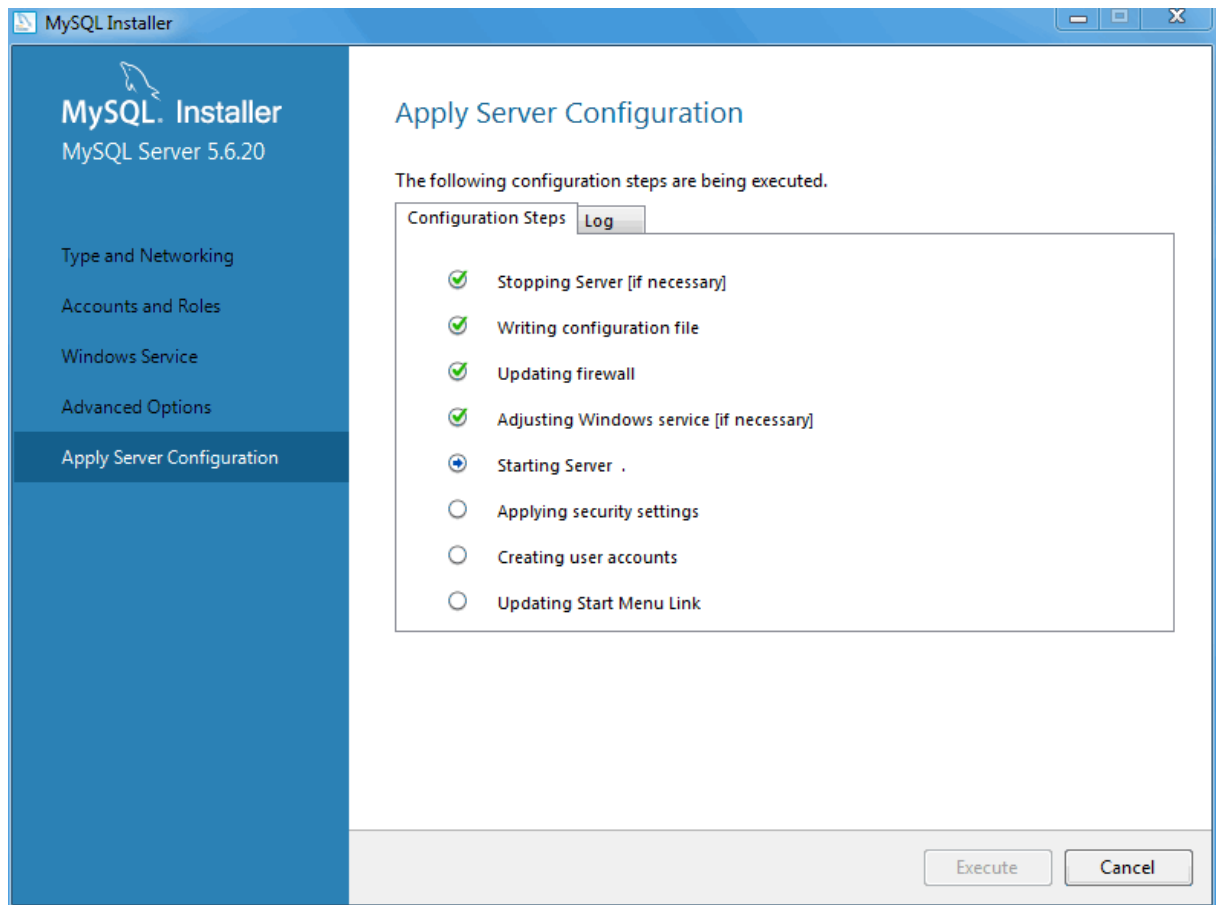 MySQL Installer
MySQL. Installer
MySQL Server 5.6.20
Type and Networking
Accounts and Roles
Windows Service
Advanced Options
Apply Server Configuration
Apply Server Configuration
The following configuration steps are being executed.
Configuration Steps Log
Stopping Server [if necessary]
Writing configuration file
Updating firewall
Adjusting Windows service [if necessary]
Starting Server .
Applying security settings
Creating user accounts
Updating Start Menu Link
Execute Cancel